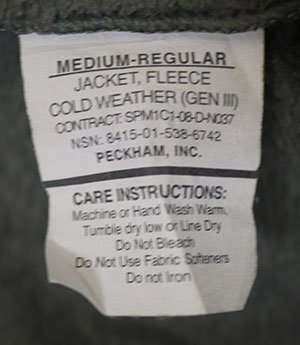 MEDIUM-REGULAR
JACKET, FLEECE
COLD WEATHER (GEN III)
CONTRACT: SPM1C1-08-D-N037
NSN: 8415-01-538-6742
PECKHAM, INC.
CARE INSTRUCTIONS:
Machine or Hand Wash Warm,
Tumble dry low or Line Dry
Do Not Bleach
Do Not Use Fabric Softeners
Do not Iron